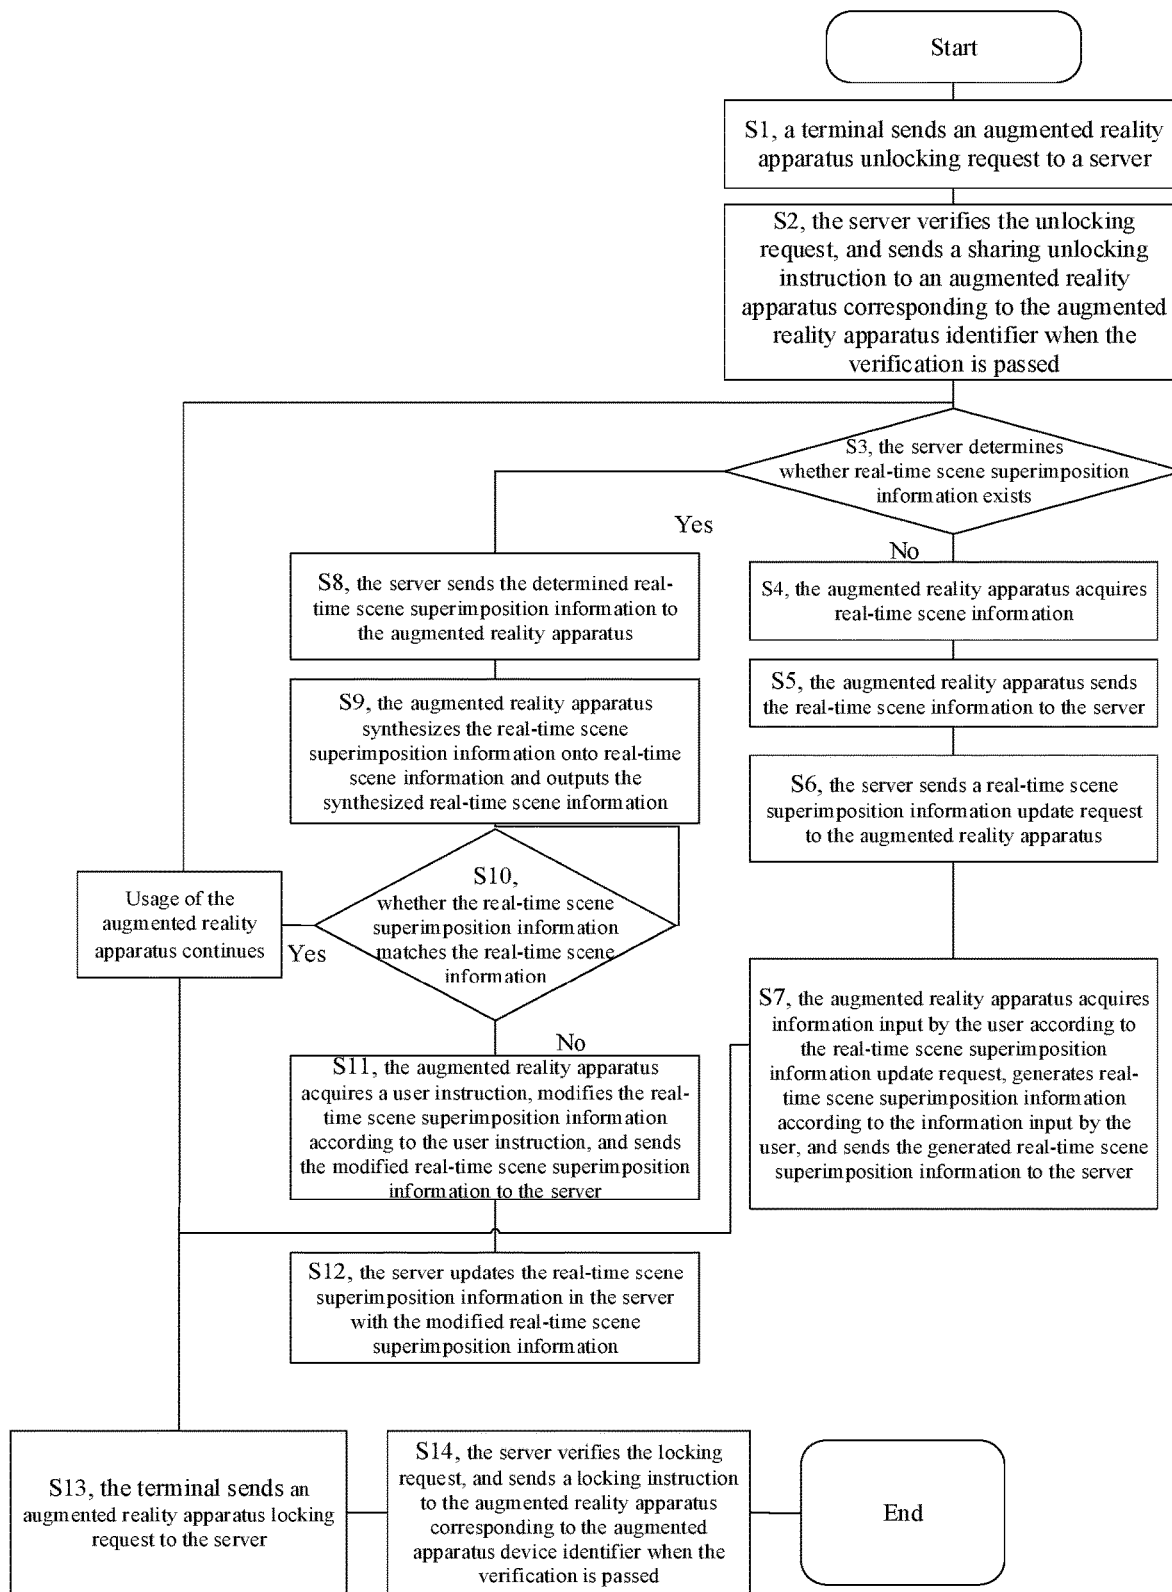 Start
S1, a terminal sends an augmented reality
apparatus unlocking request to a server
S2, the server verifies the unlocking
request, and sends a sharing unlocking
instruction to an augmented reality
apparatus corresponding to the augmented
reality apparatus identifier when the
verification is passed
S3, the server determines
whether real-time scene superimposition
information exists
Yes
No
S8, the server sends the determined real-
time scene superimposition information to
the augmented reality apparatus
S4, the augmented reality apparatus acquires
real-time scene information
S9, the augmented reality apparatus
synthesizes the real-time scene
superimposition information onto real-time
scene information and outputs the
synthesized real-time scene information
S5, the augmented reality apparatus sends
the real-time scene information to the server
S6, the server sends a real-time scene
superimposition information update request
to the augmented reality apparatus
S10,
whether the real-time scene
superimposition information
matches the real-time scene
information
Usage of the
augmented reality
apparatus continues
Yes
No
S7, the augmented reality apparatus acquires
information input by the user according to
the real-time scene superimposition
information update request, generates real-
time scene superimposition information
according to the information input by the
user, and sends the generated real-time scene
superimposition information to the server
S11, the augmented reality apparatus
acquires a user instruction, modifies the real-
time scene superimposition information
according to the user instruction, and sends
the modified real-time scene superimposition
information to the server
S12, the server updates the real-time scene
superimposition information in the server
with the modified real-time scene
superimposition information
S13, the terminal sends an
augmented reality apparatus locking
request to the server
S14, the server verifies the locking
request, and sends a locking instruction
to the augmented reality apparatus
corresponding to the augmented
apparatus device identifier when the
verification is passed
End